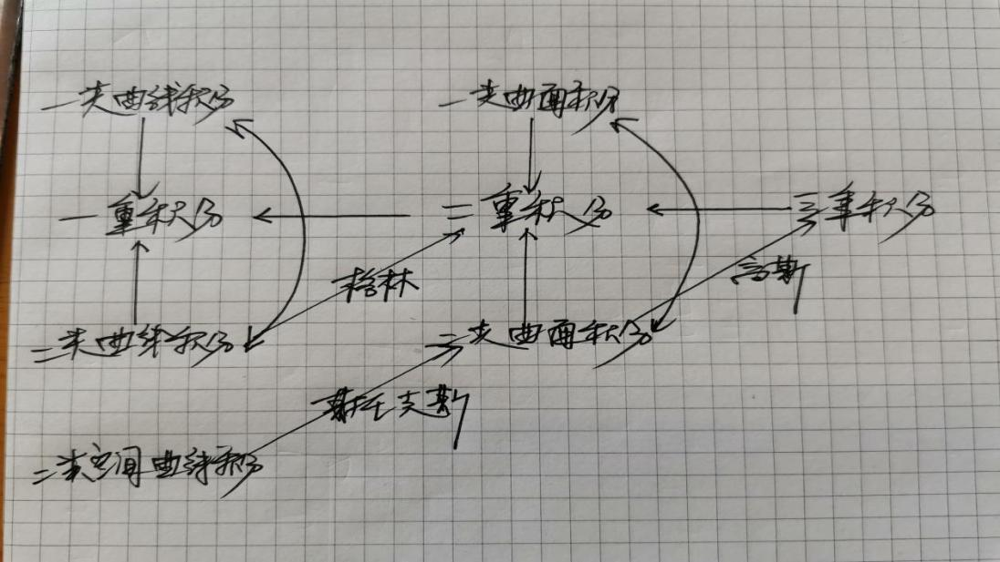 一类曲线积分
一类曲面积分
一重积分
二重积分
三重积分
格林
高斯
二类曲线积分
二类曲面积分
斯托克斯
二类空间曲线积分